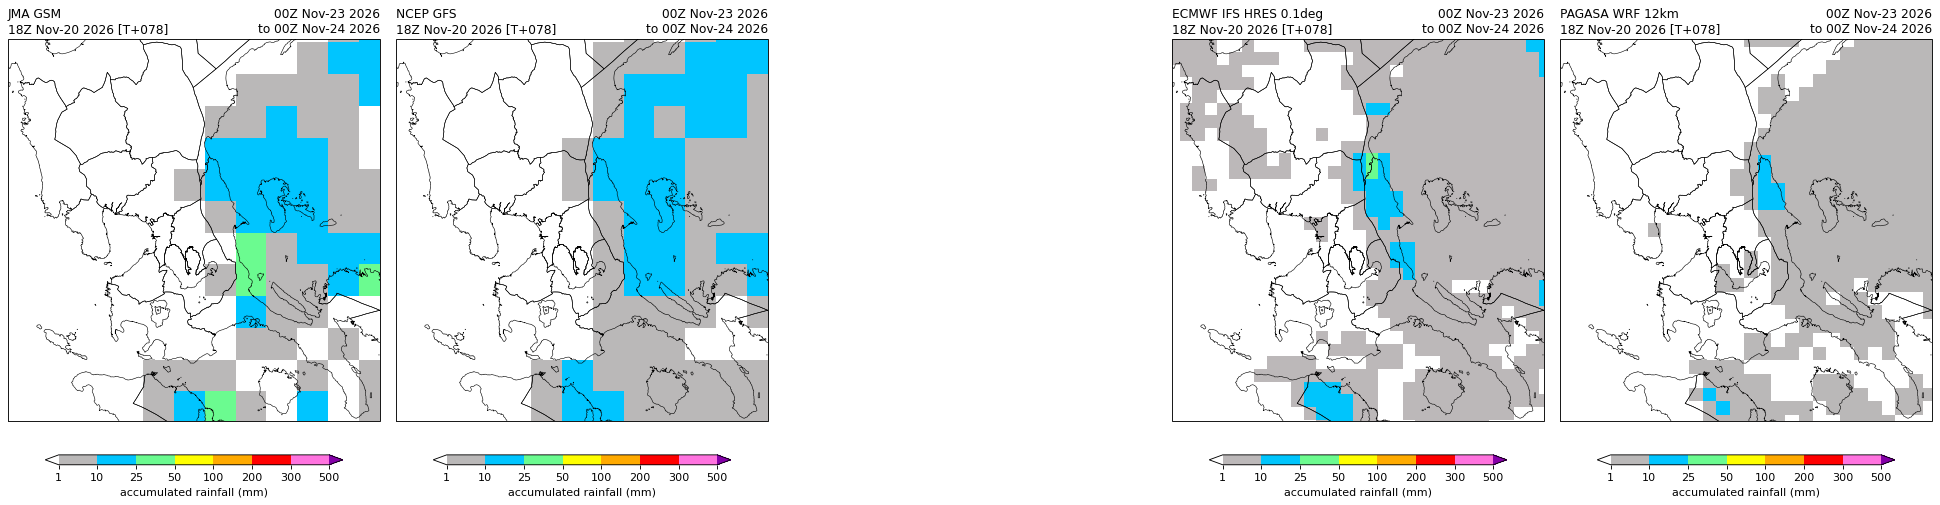 JMA GSM
00Z Nov-23 2026
18Z Nov-20 2026 [T+078]
to 00Z Nov-24 2026
NCEP GFS
00Z Nov-23 2026
18Z Nov-20 2026 [T+078]
to 00Z Nov-24 2026
ECMWF IFS HRES 0.1deg
00Z Nov-23 2026
18Z Nov-20 2026 [T+078]
to 00Z Nov-24 2026
PAGASA WRF 12km
00Z Nov-23 2026
18Z Nov-20 2026 [T+078]
to 00Z Nov-24 2026
1 10 25 50 100 200 300 500
accumulated rainfall (mm)
1 10 25 50 100 200 300 500
accumulated rainfall (mm)
1 10 25 50 100 200 300 500
accumulated rainfall (mm)
1 10 25 50 100 200 300 500
accumulated rainfall (mm)